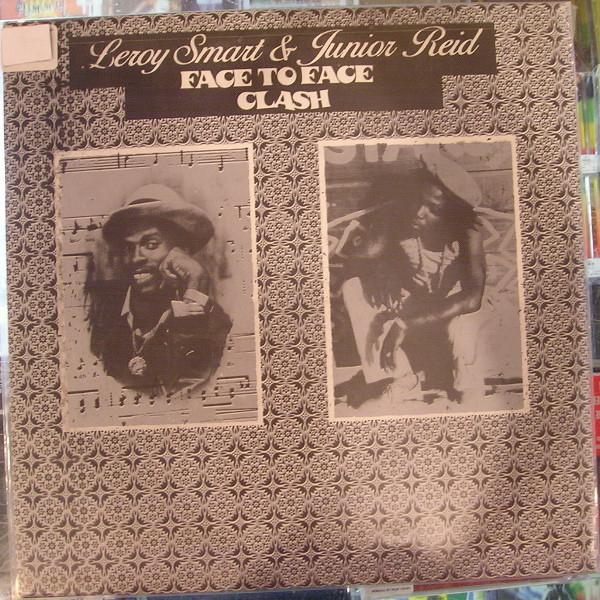 Leroy Smart & Junior Reid
FACE TO FACE
CLASH